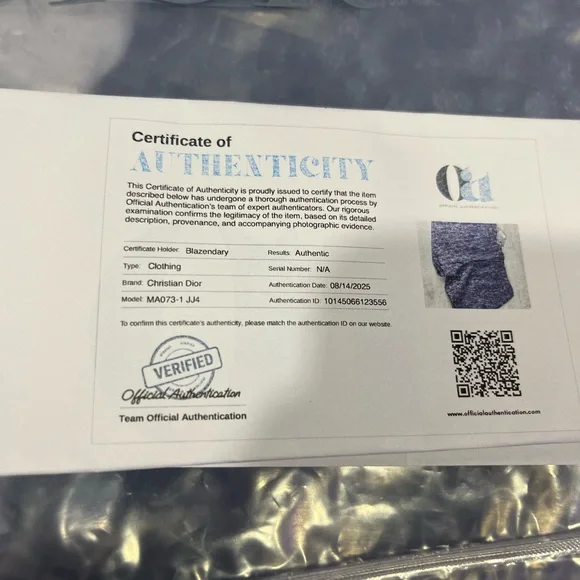 Certificate of
AUTHENTICITY
This Certificate of Authenticity is proudly issued to certify that the item
described below has undergone a thorough authentication process by
Official Authentication's team of expert authenticators. Our rigorous
examination confirms the legitimacy of the item, based on its detailed
description, provenance, and accompanying photographic evidence.
Certificate Holder: Blazendary
Results: Authentic
Type: Clothing
Serial Number: N/A
Brand: Christian Dior
Authentication Date: 08/14/2025
Model: MA073-1 JJ4
Authentication ID: 10145066123556
To confirm this certificate's authenticity, please match the authentication ID on our website.
VERIFIED
Official Authentication
Team Official Authentication
www.officialauthentication.com